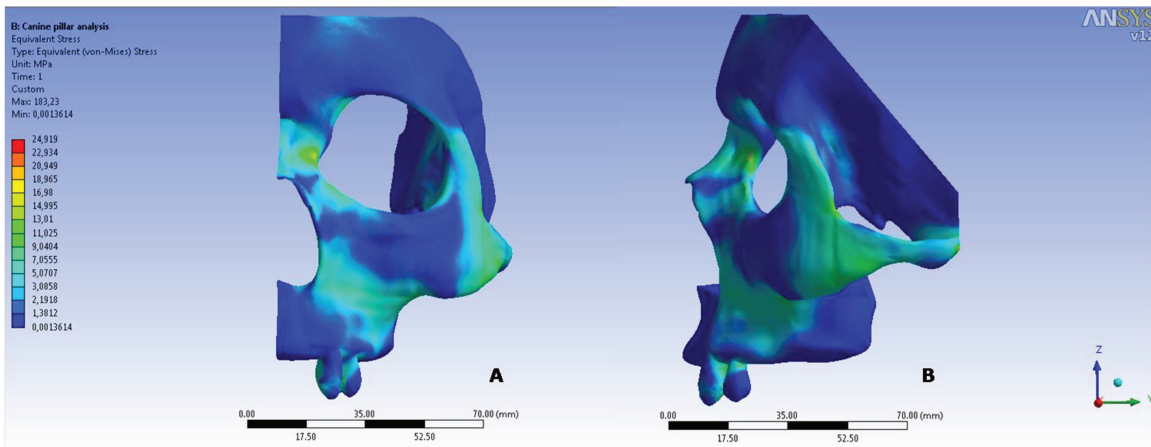 B: Canine pillar analysis
Equivalent Stress
Type: Equivalent (von-Mises) Stress
Unit: MPa
Time: 1
Custom
Max: 183,23
Min: 0,0013614
24,919
22,934
20,949
18,965
16,98
14,995
13,01
11,025
9,0404
7,0555
5,0707
3,0858
2,1918
1,3812
0,0013614
ANSYS
v12
A
B
0.00 35.00 70.00 (mm)
17.50 52.50
0.00 35.00 70.00 (mm)
17.50 52.50
Z
Y